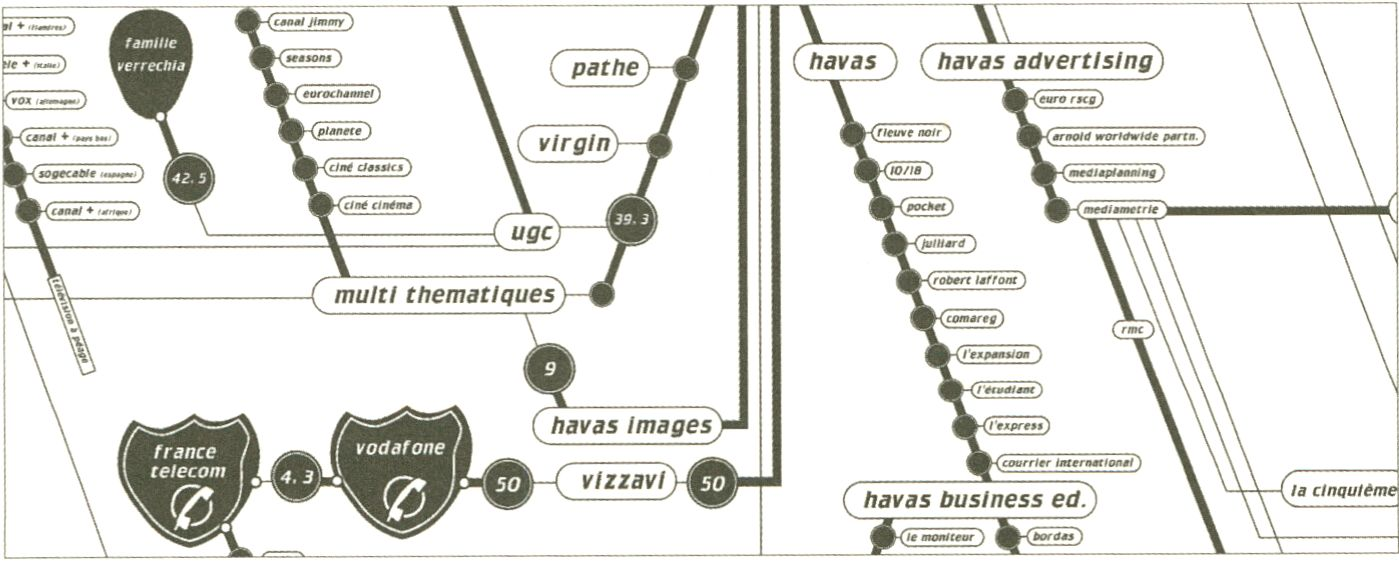 al + (flandres)
ele + (italie)
vox (allemagne)
canal + (pays bas)
sogecable (espagne)
canal + (afrique)
télévision à péage
famille
verrechia
42.5
canal jimmy
seasons
eurochannel
planete
ciné classics
ciné cinéma
ugc
multi thematiques
pathe
virgin
39.3
9
havas images
france
telecom
4.3
vodafone
50
vizzavi
50
havas
fleuve noir
10/18
pocket
julliard
robert laffont
comareg
l'expansion
l'étudiant
l'express
courrier international
havas business ed.
le moniteur
bordas
havas advertising
euro rscg
arnold worldwide partn.
mediaplanning
mediametrie
rmc
la cinquième